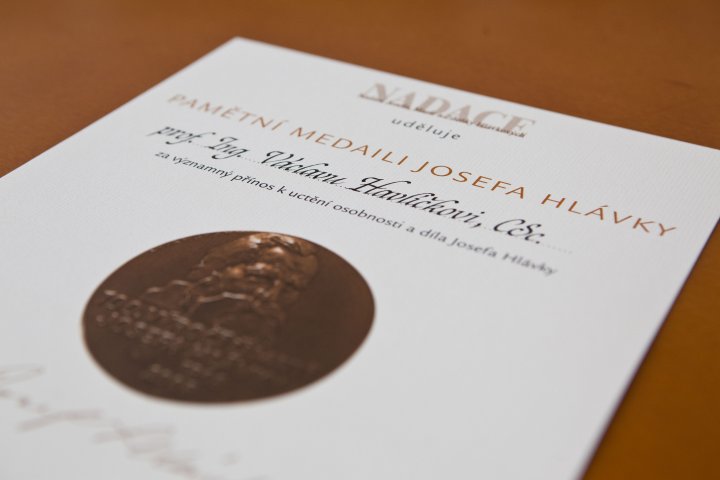 NADACE
uděluje
PAMĚTNÍ MEDAILI JOSEFA HLÁVKY
prof. Ing. Václavu Havlíčkovi, CSc.
za významný přínos k uctění osobnosti a díla Josefa Hlávky